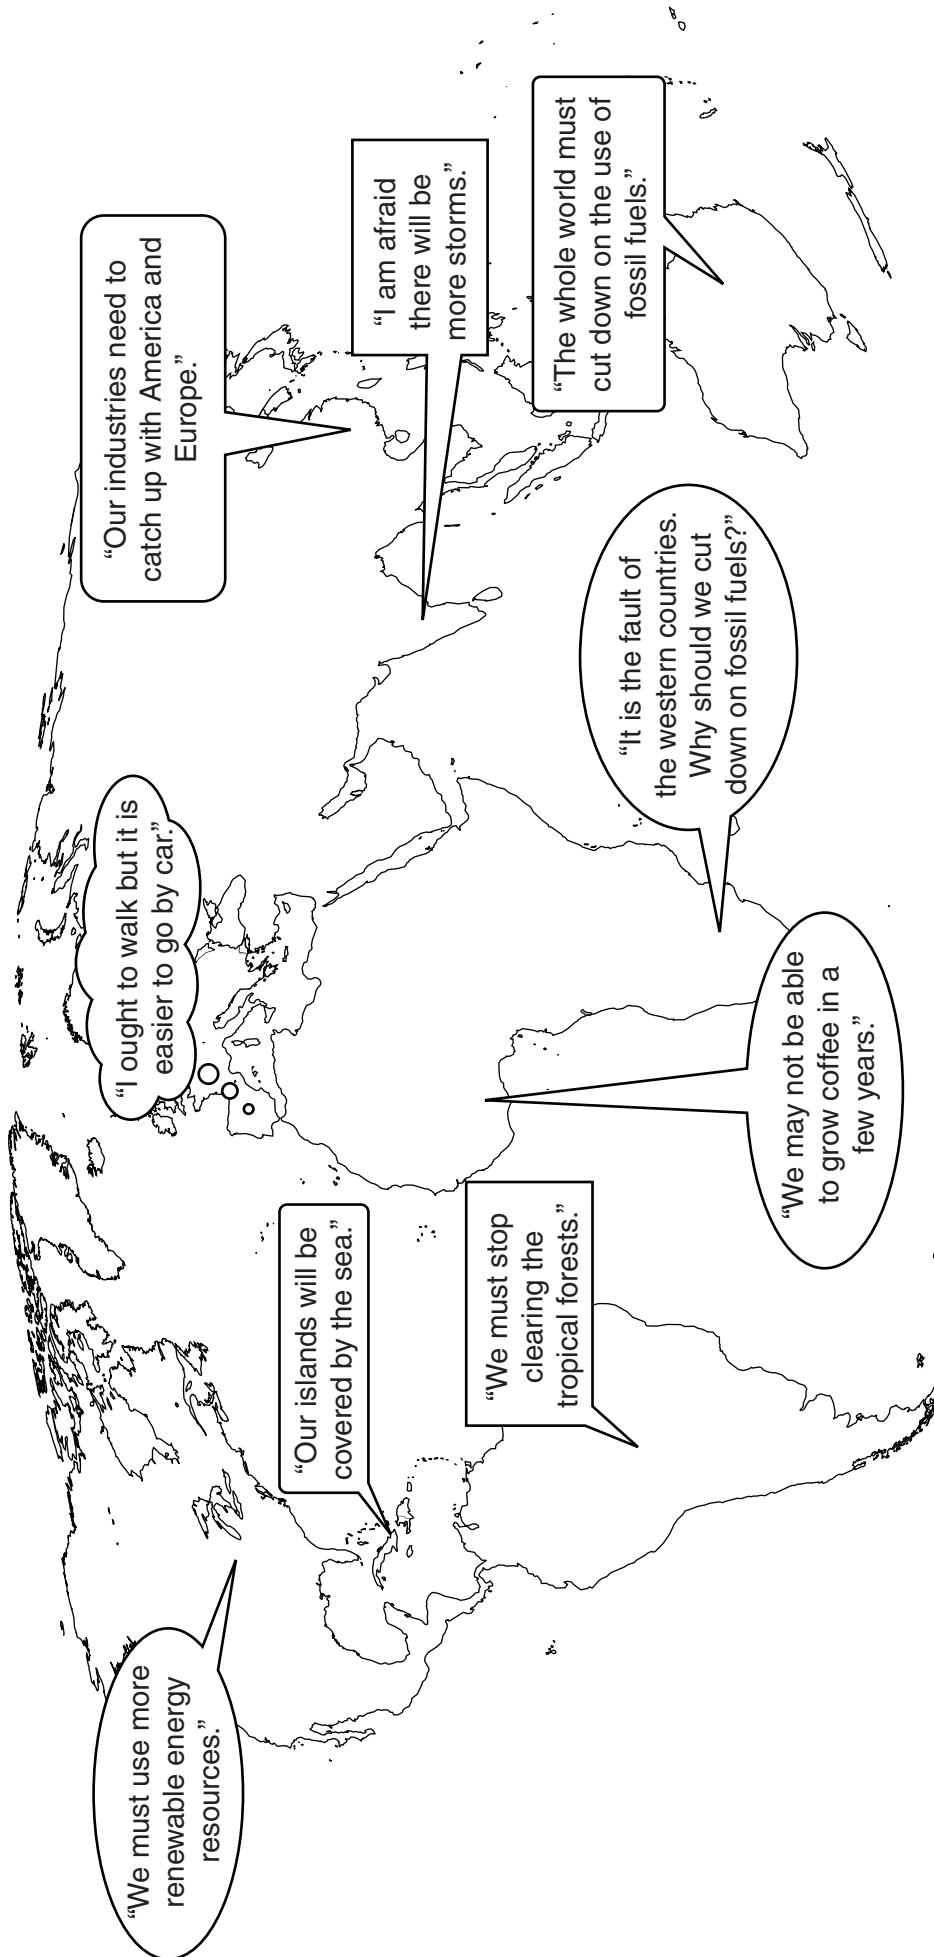 “We must use more
renewable energy
resources.”
“Our islands will be
covered by the sea.”
“We must stop
clearing the
tropical forests.”
“I ought to walk but it is
easier to go by car.”
“We may not be able
to grow coffee in a
few years.”
“It is the fault of
the western countries.
Why should we cut
down on fossil fuels?”
“Our industries need to
catch up with America and
Europe.”
“I am afraid
there will be
more storms.”
“The whole world must
cut down on the use of
fossil fuels.”